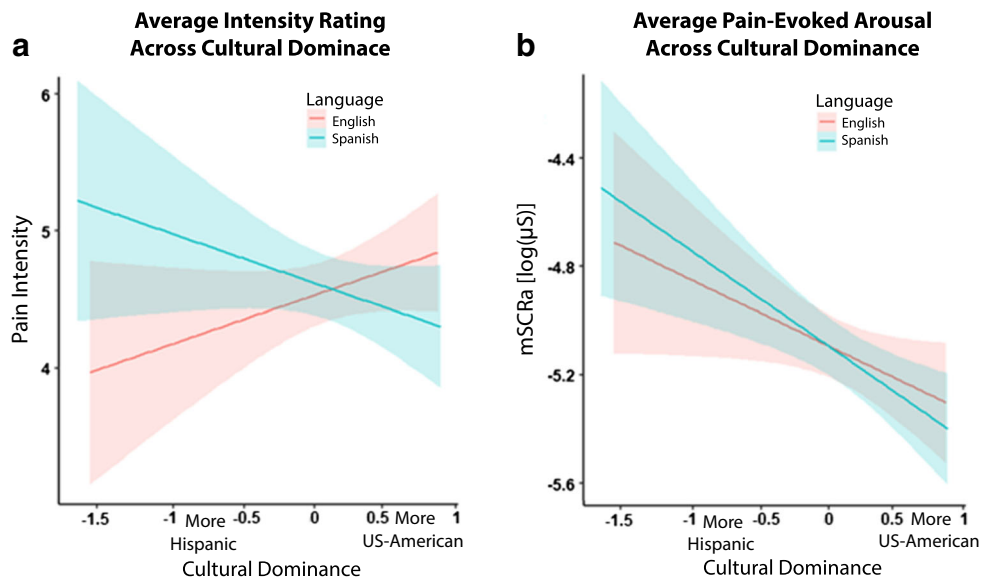 a
Average Intensity Rating
Across Cultural Dominace
Language
English
Spanish
Pain Intensity
6
5
4
-1.5
-1
More
-0.5
0
0.5
More
1
Hispanic
US-American
Cultural Dominance
b
Average Pain-Evoked Arousal
Across Cultural Dominance
Language
English
Spanish
mSCRa [log(µS)]
-4.4
-4.8
-5.2
-5.6
-1.5
-1
More
-0.5
0
0.5
More
1
Hispanic
US-American
Cultural Dominance